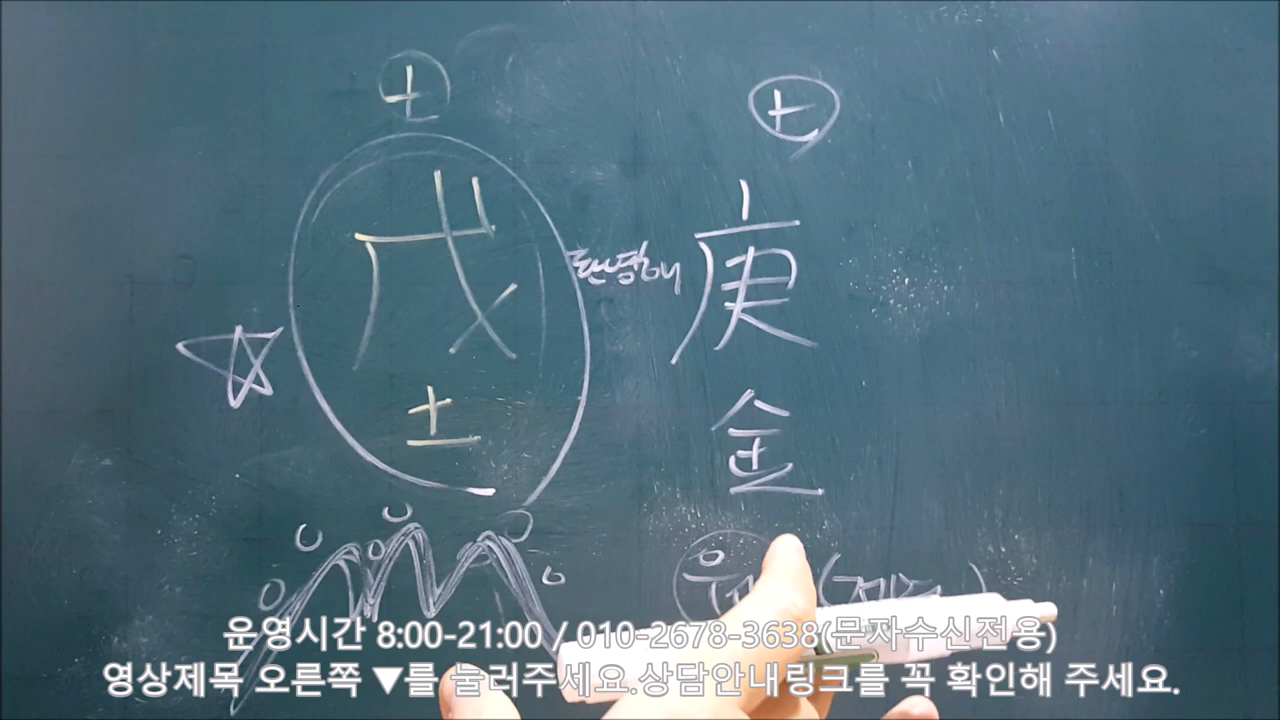 + +
戊 庚
土 金
운영시간 8:00-21:00 / 010-2678-3638(문자수신전용)
영상제목 오른쪽 ▼를 눌러주세요.상담안내링크를 꼭 확인해 주세요.